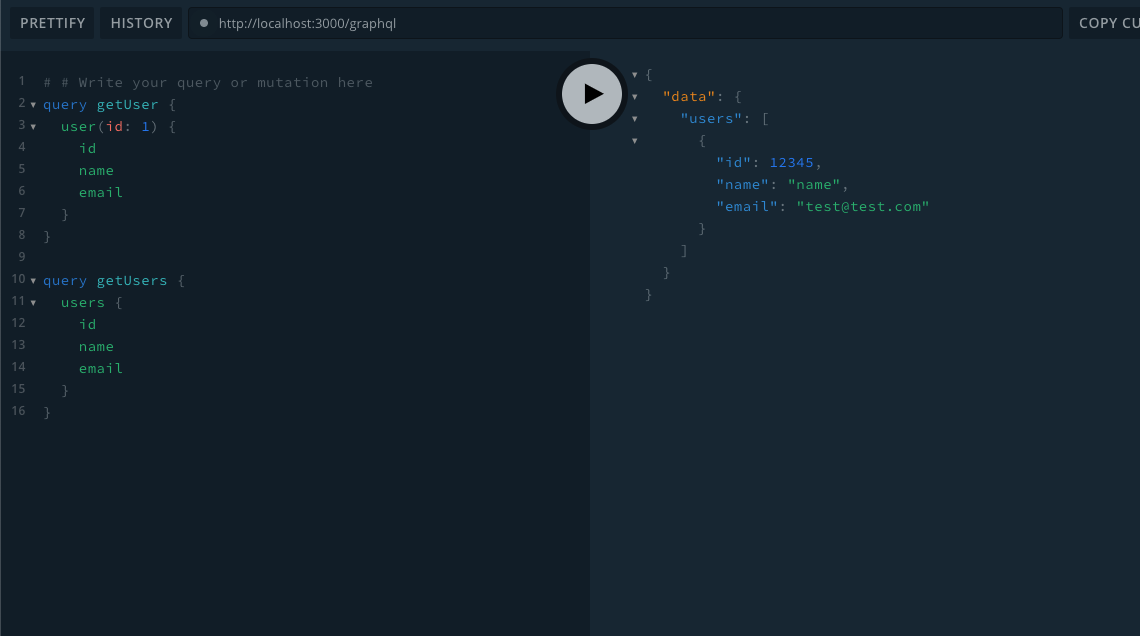 PRETTIFY HISTORY http://localhost:3000/graphql COPY CU
1 # # Write your query or mutation here
2 query getUser {
3 user(id: 1) {
4 id
5 name
6 email
7 }
8 }
9
10 query getUsers {
11 users {
12 id
13 name
14 email
15 }
16 }
{
"data": {
"users": [
{
"id": 12345,
"name": "name",
"email": "test@test.com"
}
]
}
}